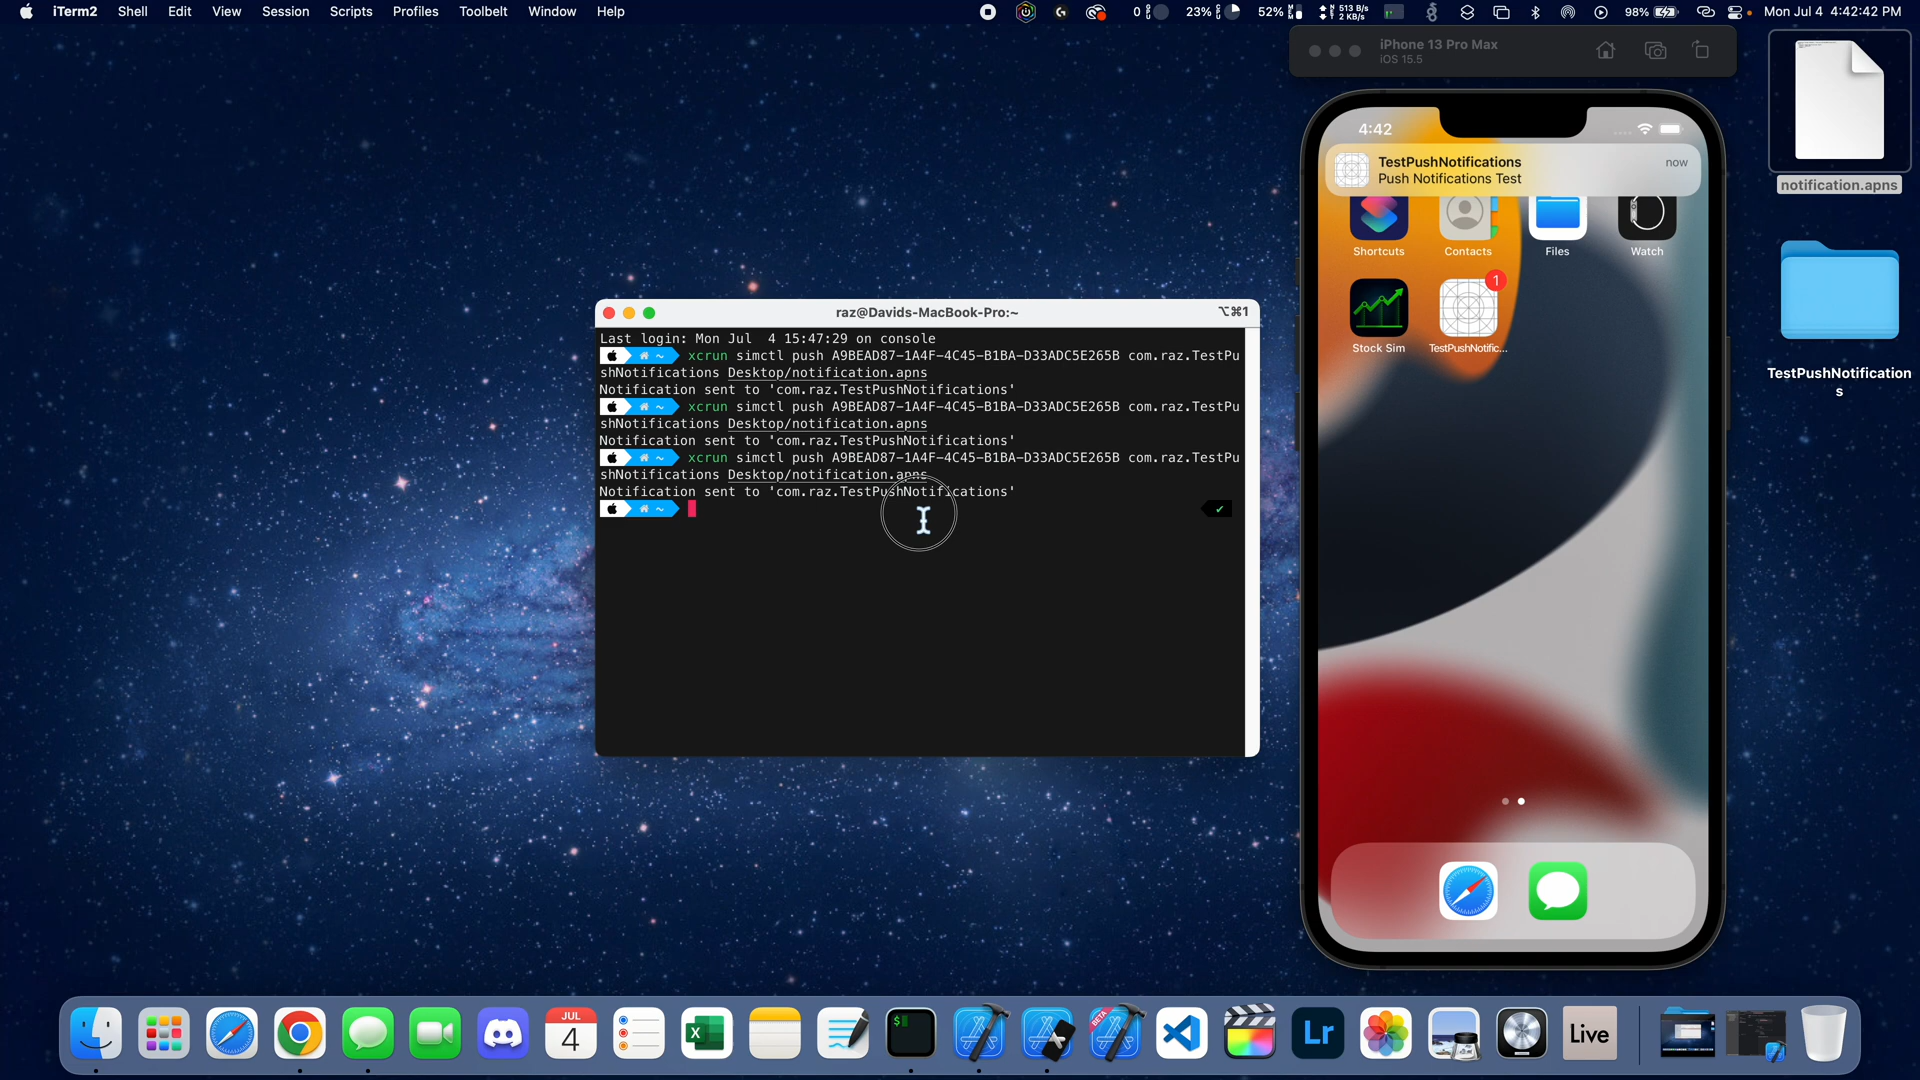 iTerm2 Shell Edit View Session Scripts Profiles Toolbelt Window Help
0 23% 52% 513 B/s 2 KB/s 98% Mon Jul 4 4:42:42 PM
iPhone 13 Pro Max
iOS 15.5
notification.apns
4:42
TestPushNotifications now
Push Notifications Test
Shortcuts Contacts Files Watch
1
Stock Sim TestPushNotific...
TestPushNotification
s
raz@Davids-MacBook-Pro:~ ⌥⌘1
Last login: Mon Jul  4 15:47:29 on console
~ xcrun simctl push A9BEAD87-1A4F-4C45-B1BA-D33ADC5E265B com.raz.TestPu
shNotifications Desktop/notification.apns
Notification sent to 'com.raz.TestPushNotifications'
~ xcrun simctl push A9BEAD87-1A4F-4C45-B1BA-D33ADC5E265B com.raz.TestPu
shNotifications Desktop/notification.apns
Notification sent to 'com.raz.TestPushNotifications'
~ xcrun simctl push A9BEAD87-1A4F-4C45-B1BA-D33ADC5E265B com.raz.TestPu
shNotifications Desktop/notification.apns
Notification sent to 'com.raz.TestPushNotifications'
~ ✔
JUL
4
X
$
BETA
Lr
Live